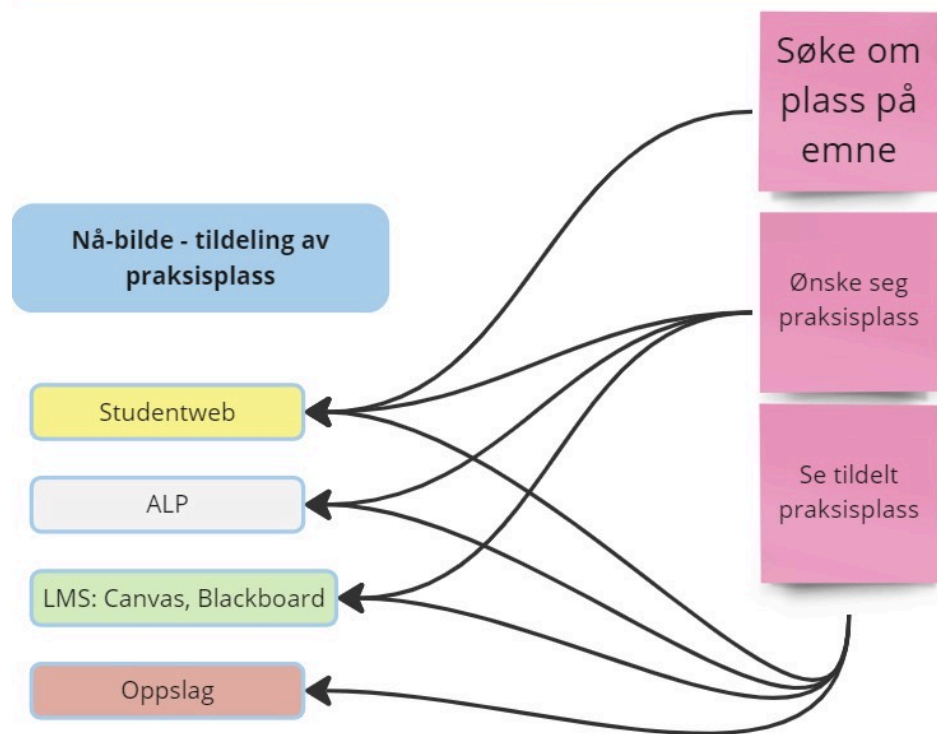 Søke om
plass på
emne
Nå-bilde - tildeling av
praksisplass
Ønske seg
praksisplass
Studentweb
Se tildelt
praksisplass
ALP
LMS: Canvas, Blackboard
Oppslag